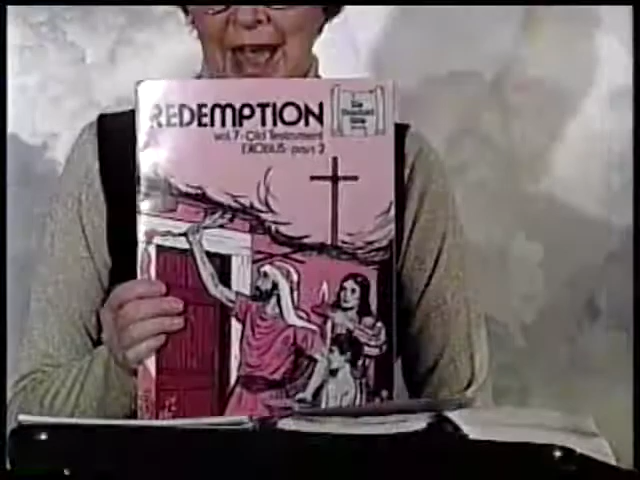 REDEMPTION
vol. 7 · Old Testament
EXODUS · part 2